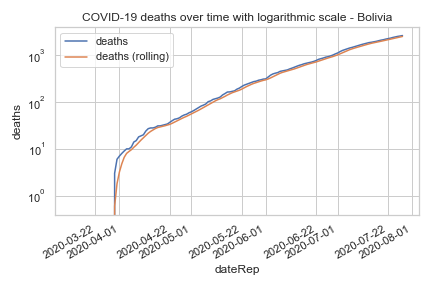 COVID-19 deaths over time with logarithmic scale - Bolivia
deaths
deaths (rolling)
10³
10²
10¹
10⁰
deaths
2020-03-22
2020-04-01
2020-04-22
2020-05-01
2020-05-22
2020-06-01
2020-06-22
2020-07-01
2020-07-22
2020-08-01
dateRep